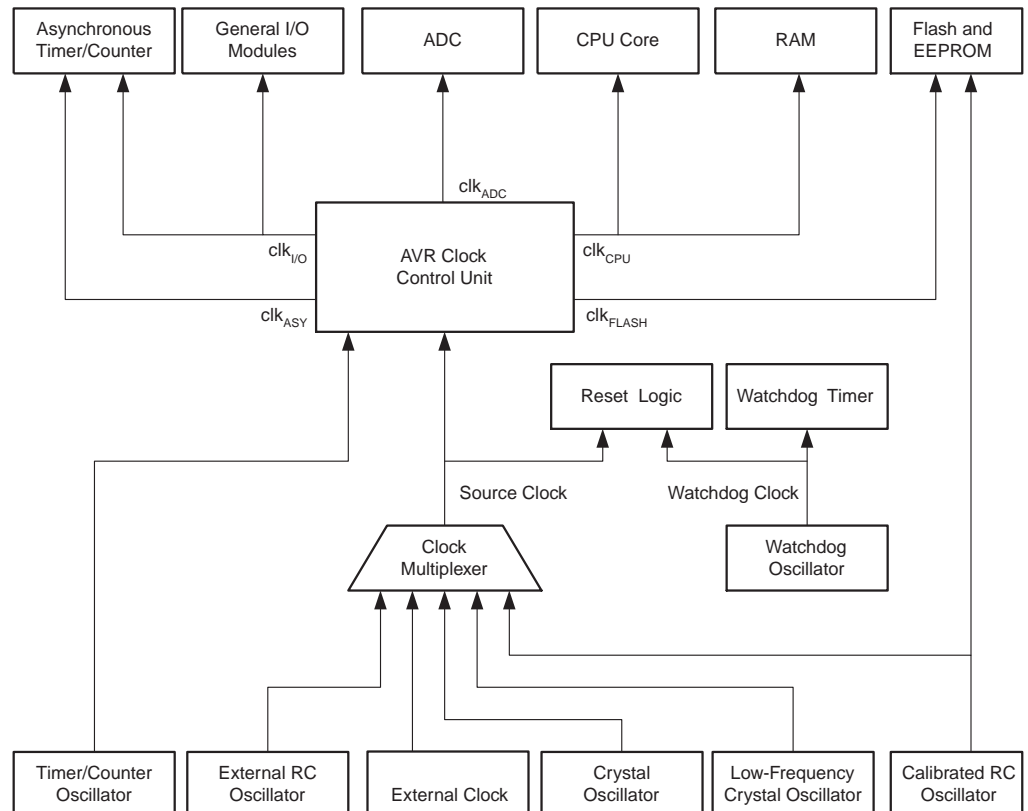 Asynchronous
Timer/Counter
General I/O
Modules
ADC
CPU Core
RAM
Flash and
EEPROM
clkADC
AVR Clock
Control Unit
clkI/O
clkCPU
clkASY
clkFLASH
Reset Logic
Watchdog Timer
Source Clock
Watchdog Clock
Clock
Multiplexer
Watchdog
Oscillator
Timer/Counter
Oscillator
External RC
Oscillator
External Clock
Crystal
Oscillator
Low-Frequency
Crystal Oscillator
Calibrated RC
Oscillator